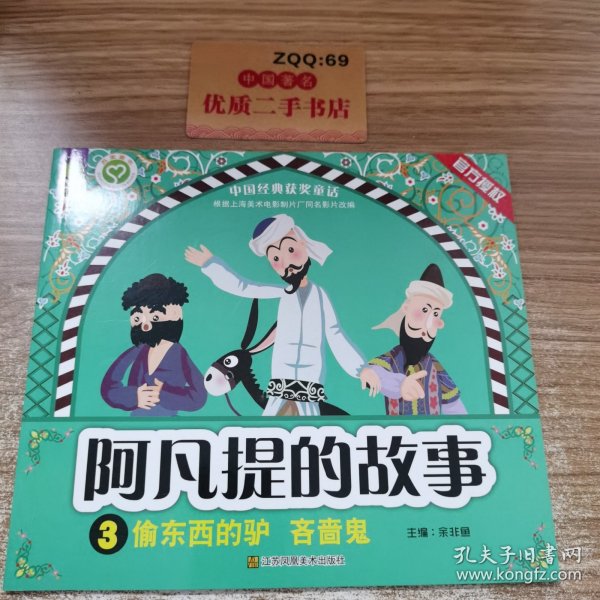 ZQQ:69
中国著名
优质二手书店
官方授权
中国经典获奖童话
根据上海美术电影制片厂同名影片改编
阿凡提的故事
3 偷东西的驴 吝啬鬼
主编：余非鱼
江苏凤凰美术出版社
孔夫子旧书网
www.kongfz.com